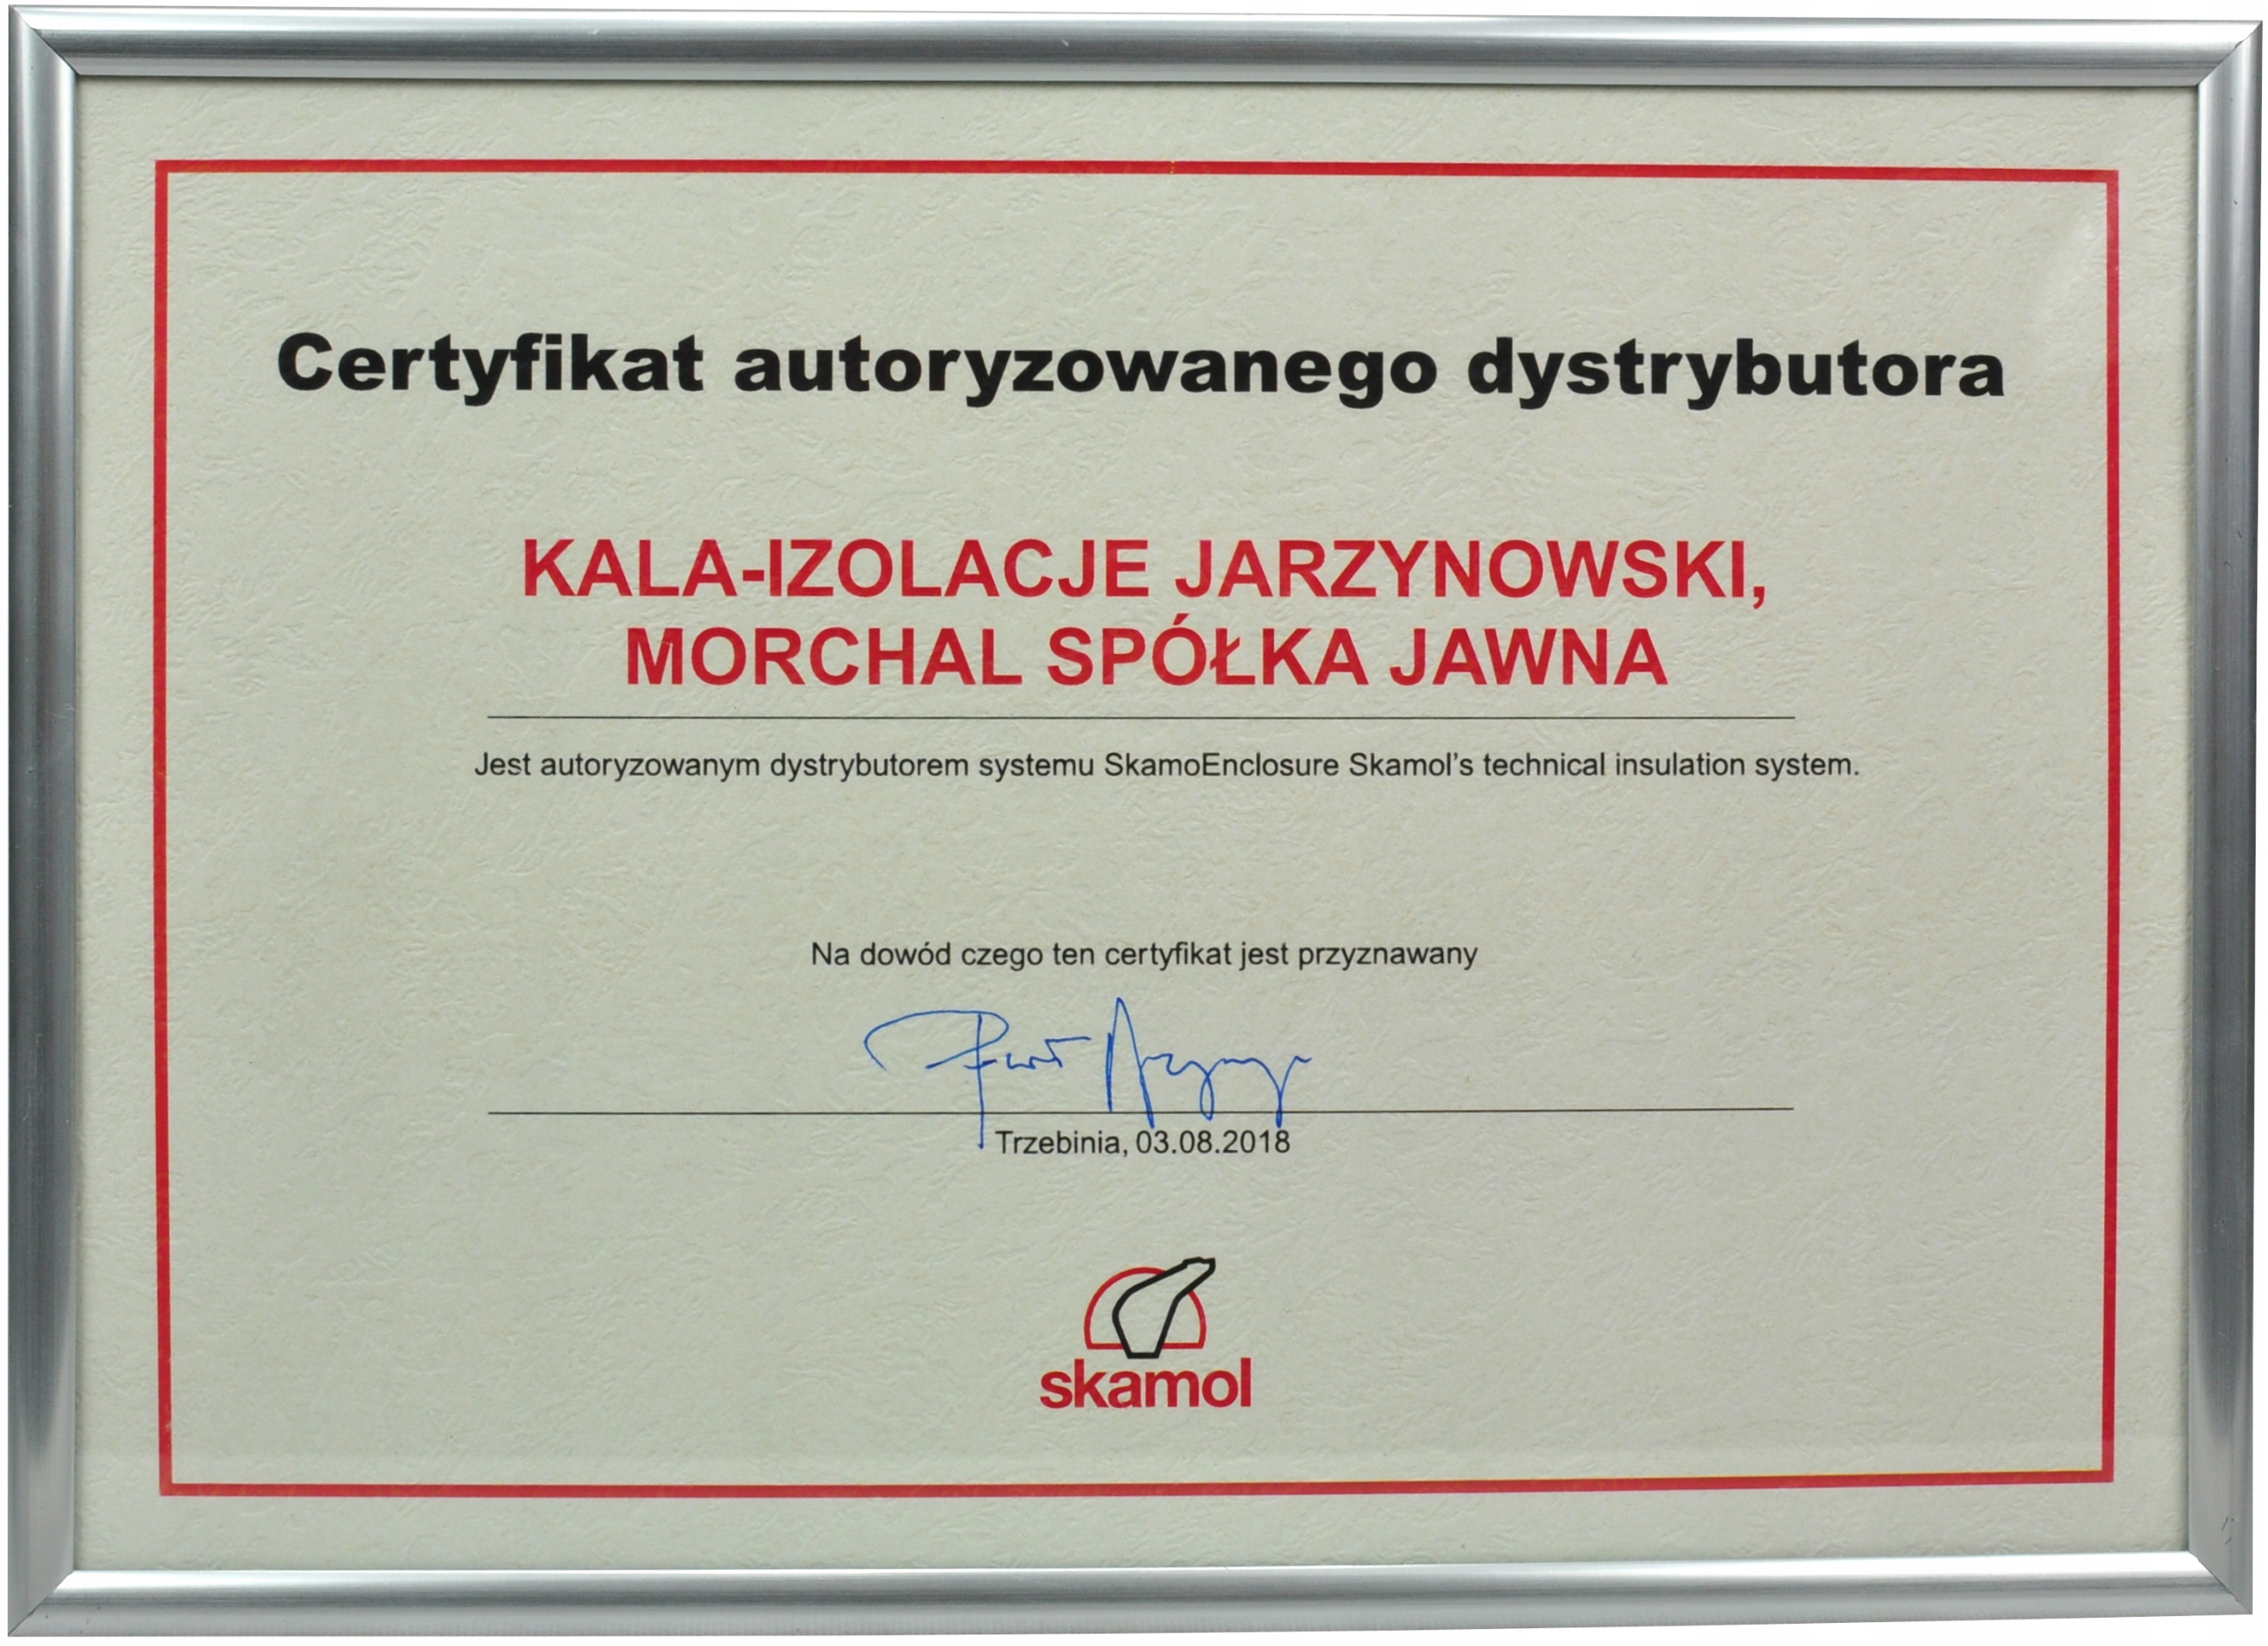 Certyfikat autoryzowanego dystrybutora
KALA-IZOLACJE JARZYNOWSKI,
MORCHAL SPÓŁKA JAWNA
Jest autoryzowanym dystrybutorem systemu SkamoEnclosure Skamol's technical insulation system.
Na dowód czego ten certyfikat jest przyznawany
Trzebinia, 03.08.2018
skamol